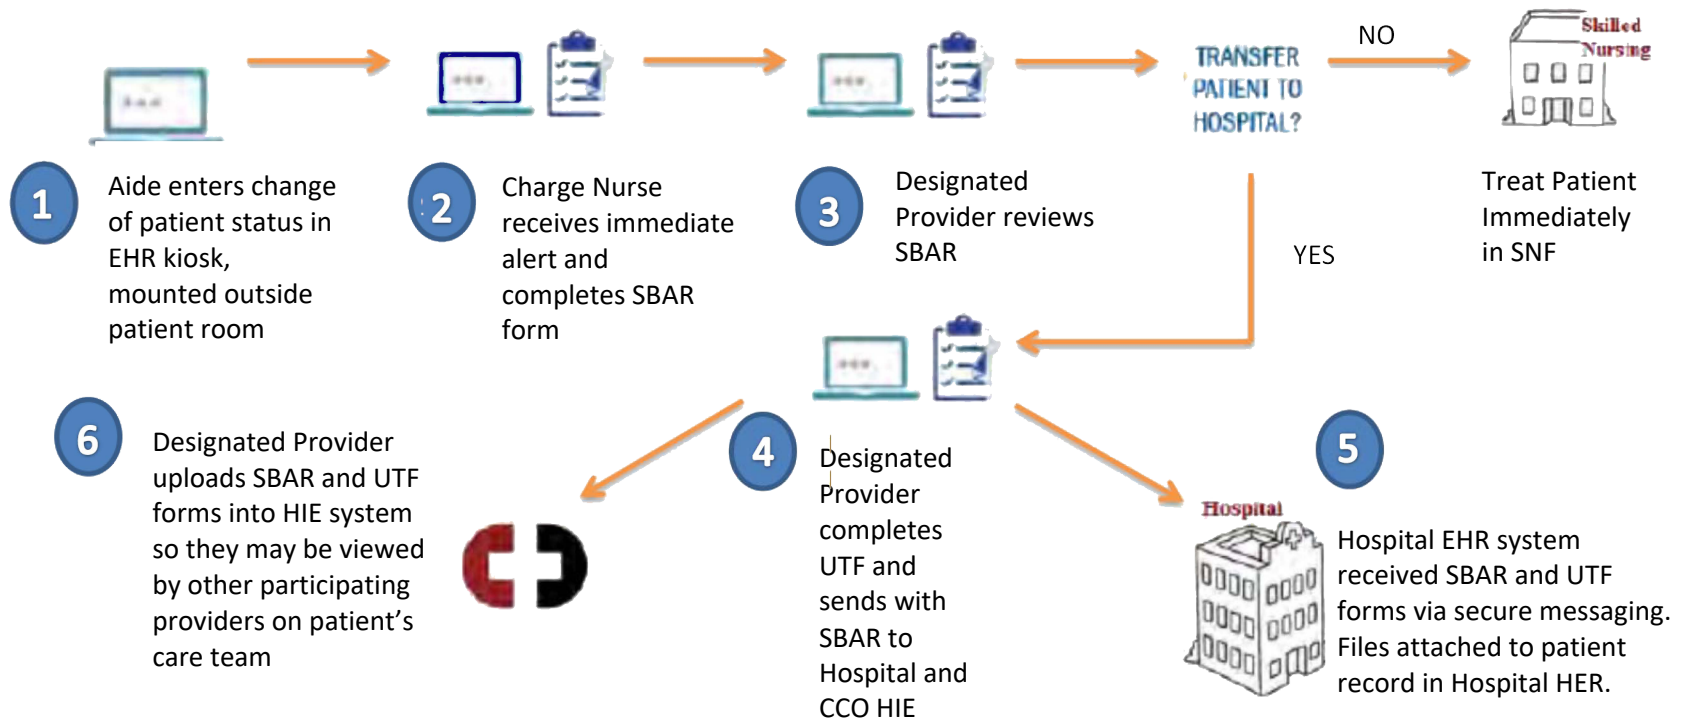 TRANSFER
PATIENT TO
HOSPITAL?
NO
Skilled
Nursing
1
Aide enters change
of patient status in
EHR kiosk,
mounted outside
patient room
2
Charge Nurse
receives immediate
alert and
completes SBAR
form
3
Designated
Provider reviews
SBAR
YES
Treat Patient
Immediately
in SNF
6
Designated Provider
uploads SBAR and UTF
forms into HIE system
so they may be viewed
by other participating
providers on patient’s
care team
4
Designated
Provider
completes
UTF and
sends with
SBAR to
Hospital and
CCO HIE
5
Hospital
Hospital EHR system
received SBAR and UTF
forms via secure messaging.
Files attached to patient
record in Hospital HER.